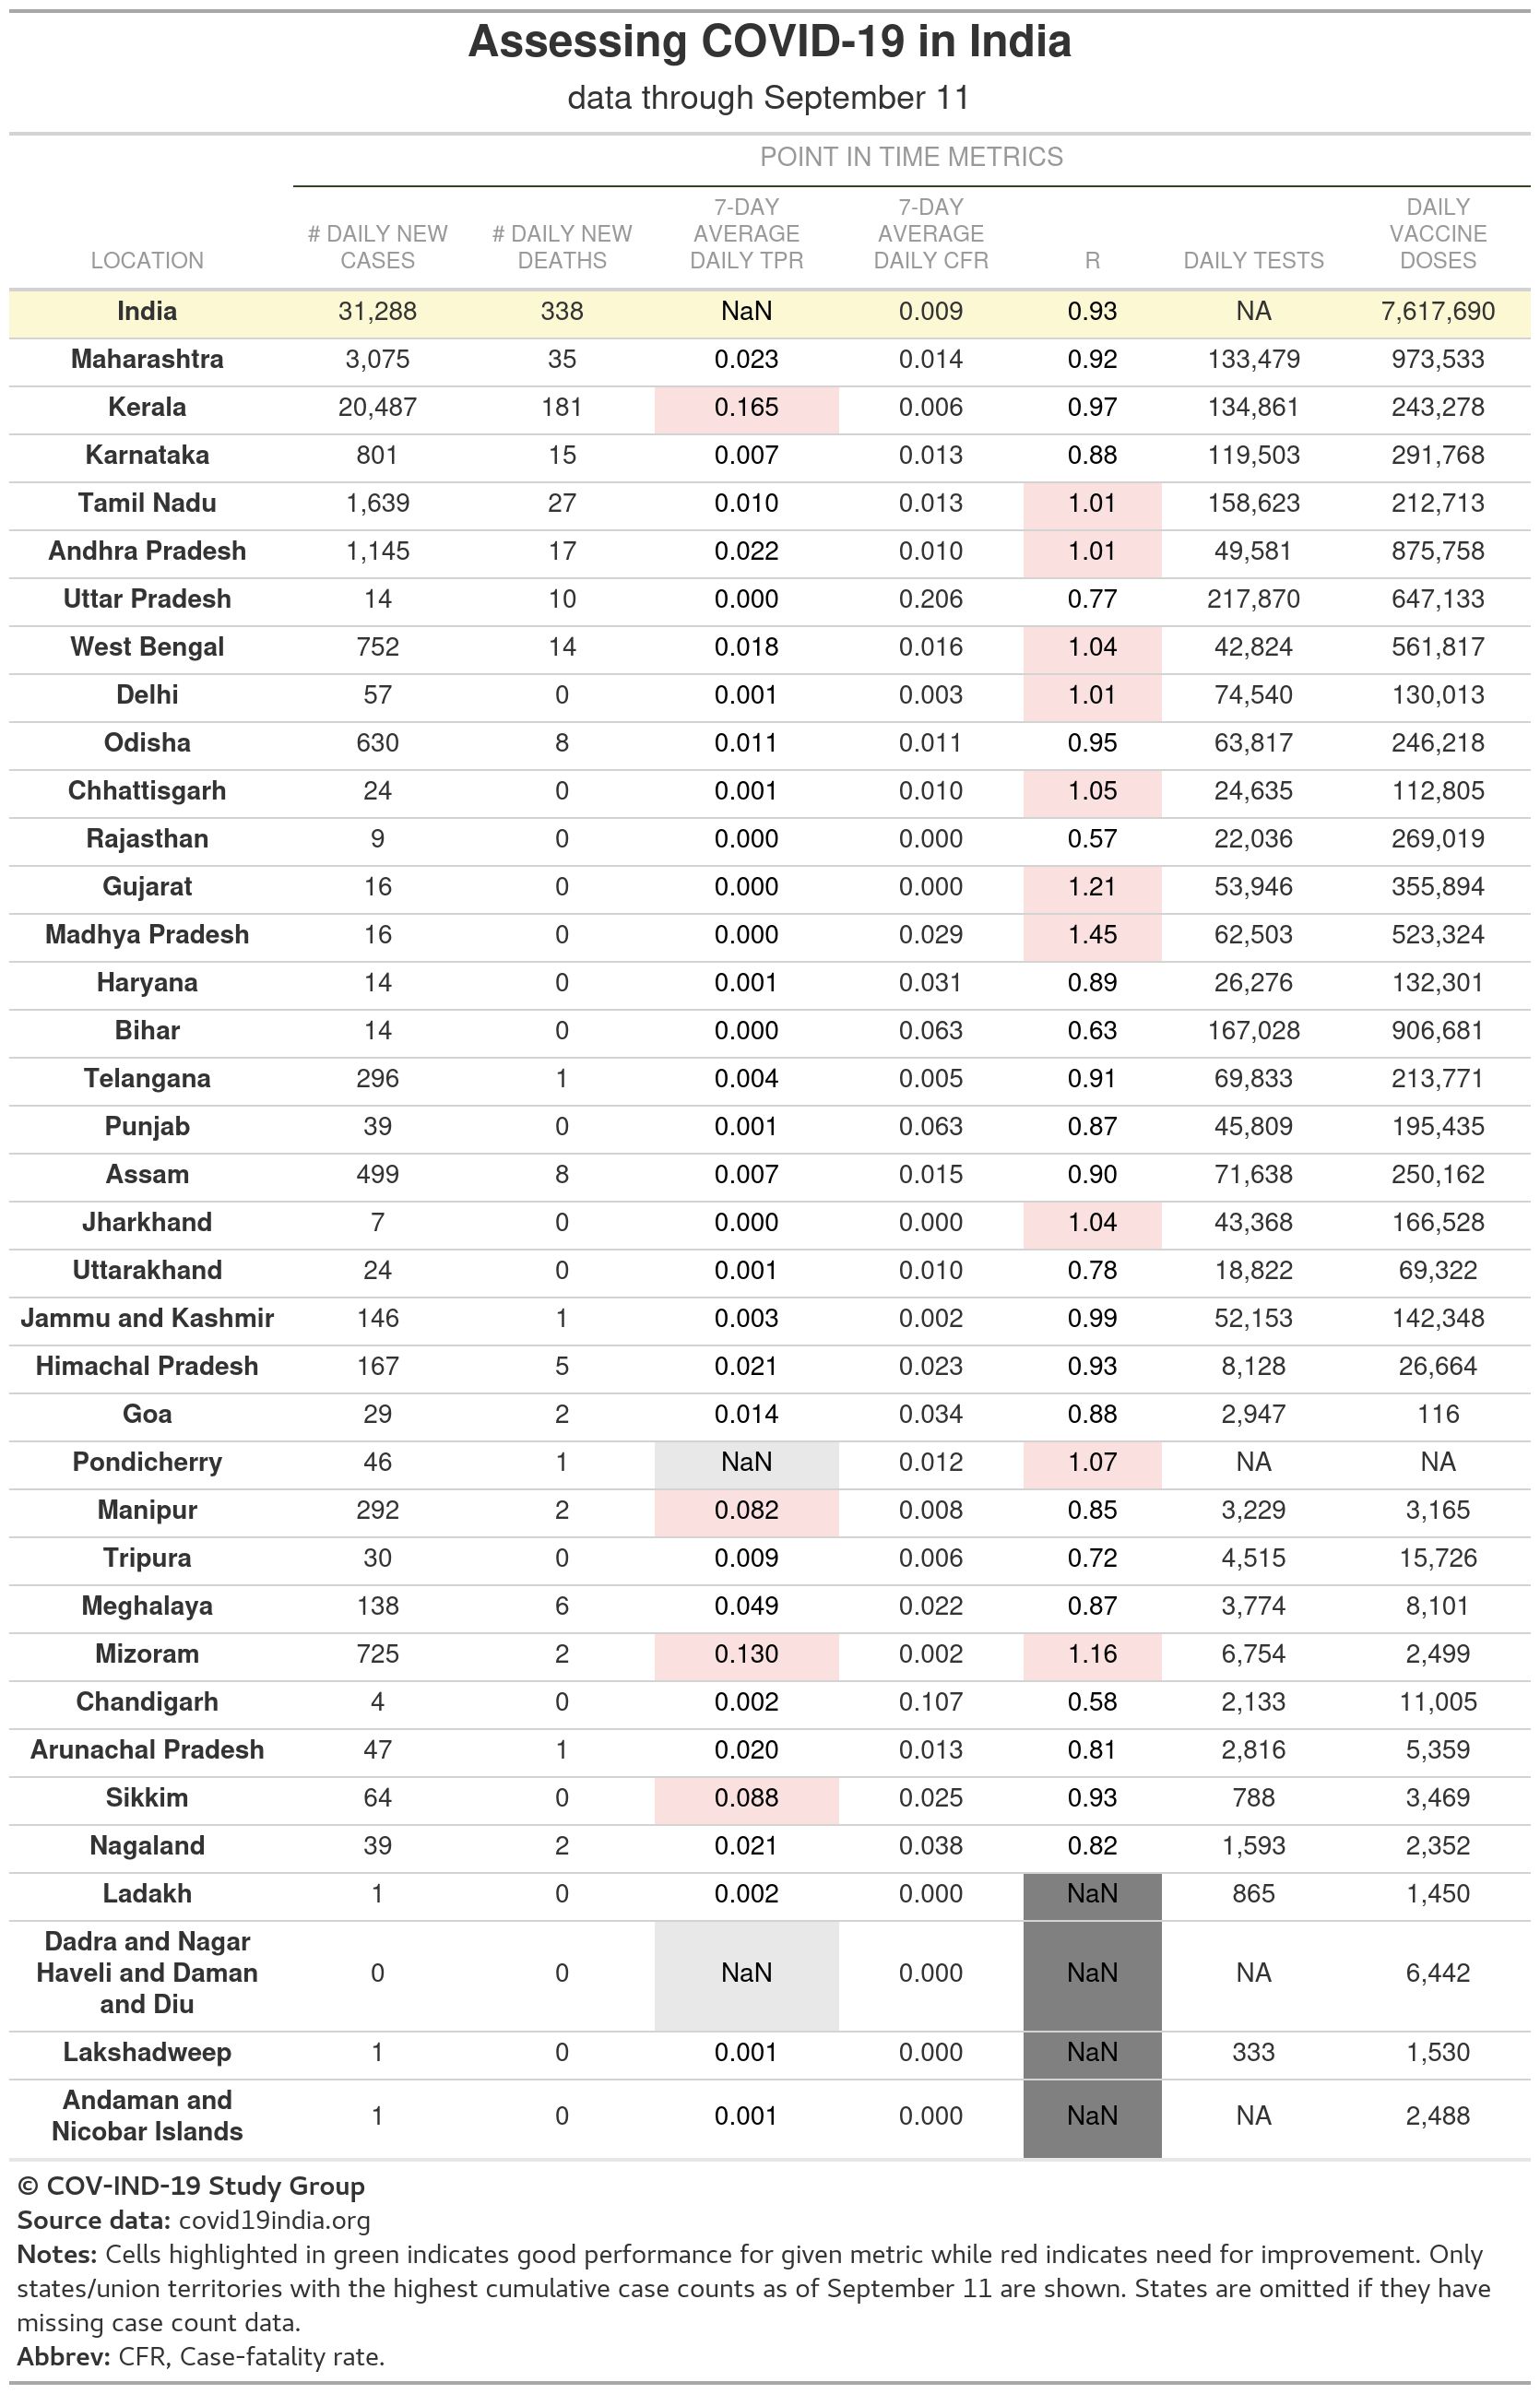 Assessing COVID-19 in India
data through September 11
POINT IN TIME METRICS
LOCATION # DAILY NEW CASES # DAILY NEW DEATHS 7-DAY AVERAGE DAILY TPR 7-DAY AVERAGE DAILY CFR R DAILY TESTS DAILY VACCINE DOSES
India 31,288 338 NaN 0.009 0.93 NA 7,617,690
Maharashtra 3,075 35 0.023 0.014 0.92 133,479 973,533
Kerala 20,487 181 0.165 0.006 0.97 134,861 243,278
Karnataka 801 15 0.007 0.013 0.88 119,503 291,768
Tamil Nadu 1,639 27 0.010 0.013 1.01 158,623 212,713
Andhra Pradesh 1,145 17 0.022 0.010 1.01 49,581 875,758
Uttar Pradesh 14 10 0.000 0.206 0.77 217,870 647,133
West Bengal 752 14 0.018 0.016 1.04 42,824 561,817
Delhi 57 0 0.001 0.003 1.01 74,540 130,013
Odisha 630 8 0.011 0.011 0.95 63,817 246,218
Chhattisgarh 24 0 0.001 0.010 1.05 24,635 112,805
Rajasthan 9 0 0.000 0.000 0.57 22,036 269,019
Gujarat 16 0 0.000 0.000 1.21 53,946 355,894
Madhya Pradesh 16 0 0.000 0.029 1.45 62,503 523,324
Haryana 14 0 0.001 0.031 0.89 26,276 132,301
Bihar 14 0 0.000 0.063 0.63 167,028 906,681
Telangana 296 1 0.004 0.005 0.91 69,833 213,771
Punjab 39 0 0.001 0.063 0.87 45,809 195,435
Assam 499 8 0.007 0.015 0.90 71,638 250,162
Jharkhand 7 0 0.000 0.000 1.04 43,368 166,528
Uttarakhand 24 0 0.001 0.010 0.78 18,822 69,322
Jammu and Kashmir 146 1 0.003 0.002 0.99 52,153 142,348
Himachal Pradesh 167 5 0.021 0.023 0.93 8,128 26,664
Goa 29 2 0.014 0.034 0.88 2,947 116
Pondicherry 46 1 NaN 0.012 1.07 NA NA
Manipur 292 2 0.082 0.008 0.85 3,229 3,165
Tripura 30 0 0.009 0.006 0.72 4,515 15,726
Meghalaya 138 6 0.049 0.022 0.87 3,774 8,101
Mizoram 725 2 0.130 0.002 1.16 6,754 2,499
Chandigarh 4 0 0.002 0.107 0.58 2,133 11,005
Arunachal Pradesh 47 1 0.020 0.013 0.81 2,816 5,359
Sikkim 64 0 0.088 0.025 0.93 788 3,469
Nagaland 39 2 0.021 0.038 0.82 1,593 2,352
Ladakh 1 0 0.002 0.000 NaN 865 1,450
Dadra and Nagar Haveli and Daman and Diu 0 0 NaN 0.000 NaN NA 6,442
Lakshadweep 1 0 0.001 0.000 NaN 333 1,530
Andaman and Nicobar Islands 1 0 0.001 0.000 NaN NA 2,488
© COV-IND-19 Study Group
Source data: covid19india.org
Notes: Cells highlighted in green indicates good performance for given metric while red indicates need for improvement. Only
states/union territories with the highest cumulative case counts as of September 11 are shown. States are omitted if they have
missing case count data.
Abbrev: CFR, Case-fatality rate.